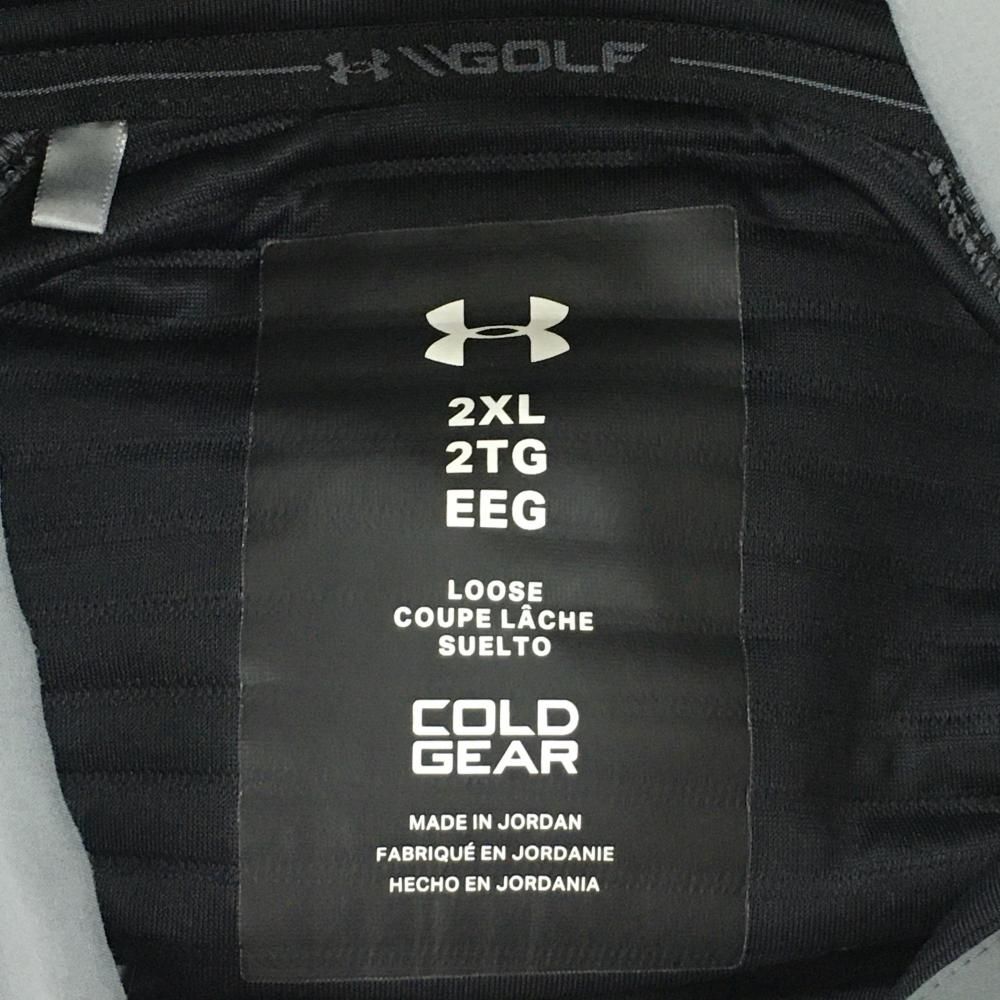 \\GOLF
2XL
2TG
EEG
LOOSE
COUPE LÂCHE
SUELTO
COLD
GEAR
MADE IN JORDAN
FABRIQUÉ EN JORDANIE
HECHO EN JORDANIA